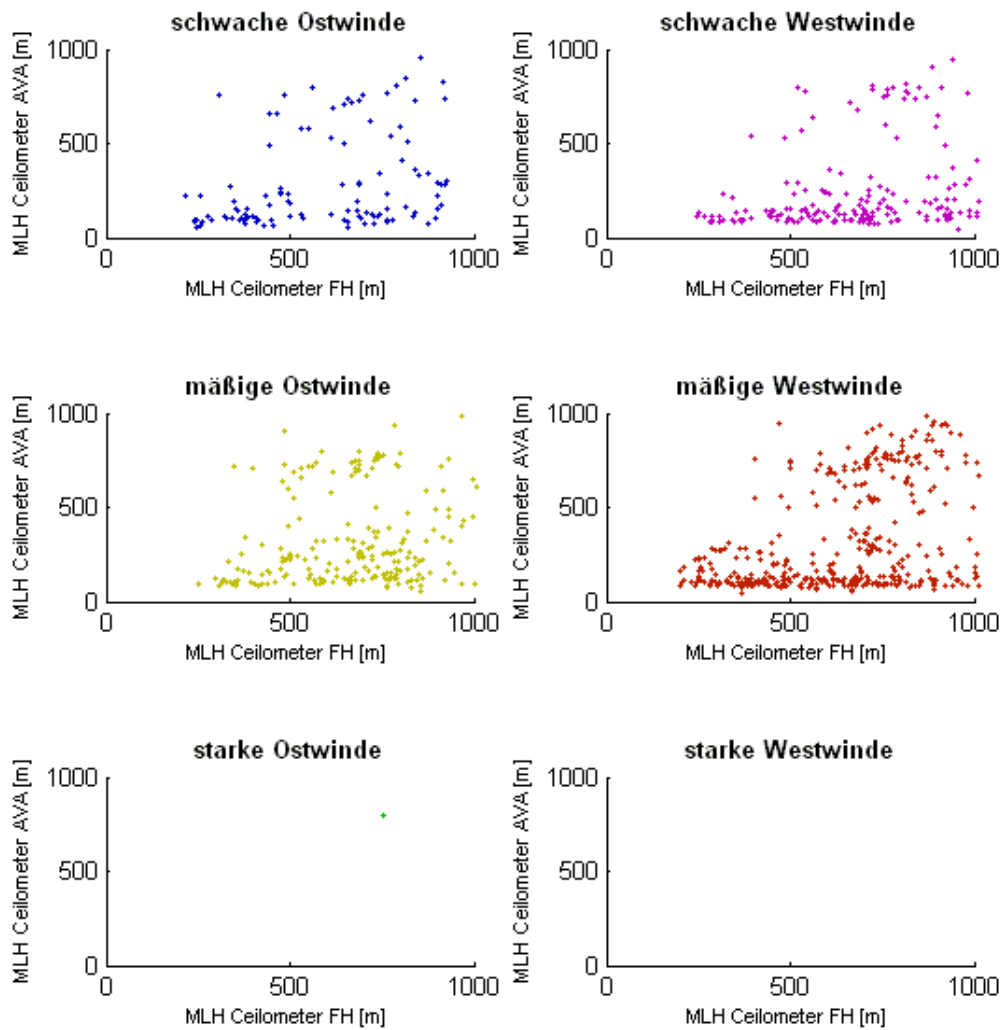 schwache Ostwinde
MLH Ceilometer AVA [m]
1000
500
0
0
500
1000
MLH Ceilometer FH [m]
schwache Westwinde
MLH Ceilometer AVA [m]
1000
500
0
0
500
1000
MLH Ceilometer FH [m]
mäßige Ostwinde
MLH Ceilometer AVA [m]
1000
500
0
0
500
1000
MLH Ceilometer FH [m]
mäßige Westwinde
MLH Ceilometer AVA [m]
1000
500
0
0
500
1000
MLH Ceilometer FH [m]
starke Ostwinde
MLH Ceilometer AVA [m]
1000
500
0
0
500
1000
MLH Ceilometer FH [m]
starke Westwinde
MLH Ceilometer AVA [m]
1000
500
0
0
500
1000
MLH Ceilometer FH [m]